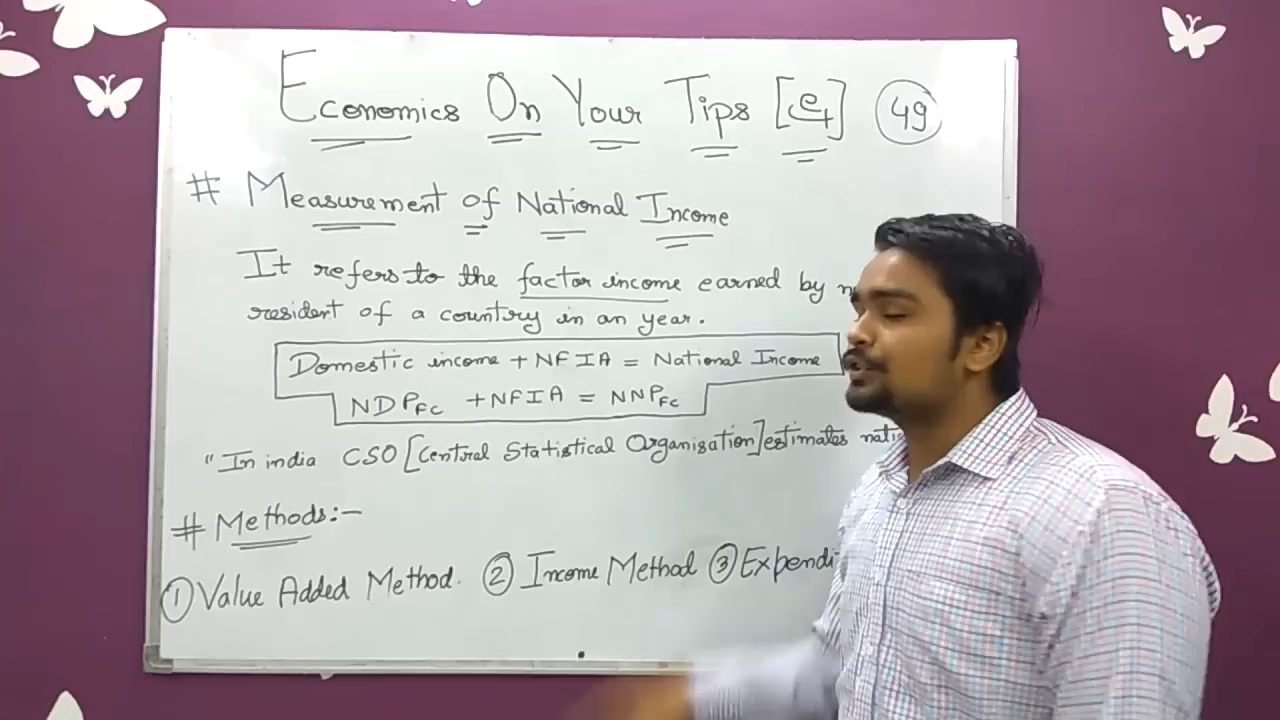 Economics On Your Tips [et] 49
# Measurement of National Income
It refers to the factor income earned by
resident of a country in an year.
Domestic income + NFIA = National Income
NDPFC + NFIA = NNPFC
"In india CSO [Central Statistical Organisation] estimates
# Methods:-
① Value Added Method. ② Income Method ③